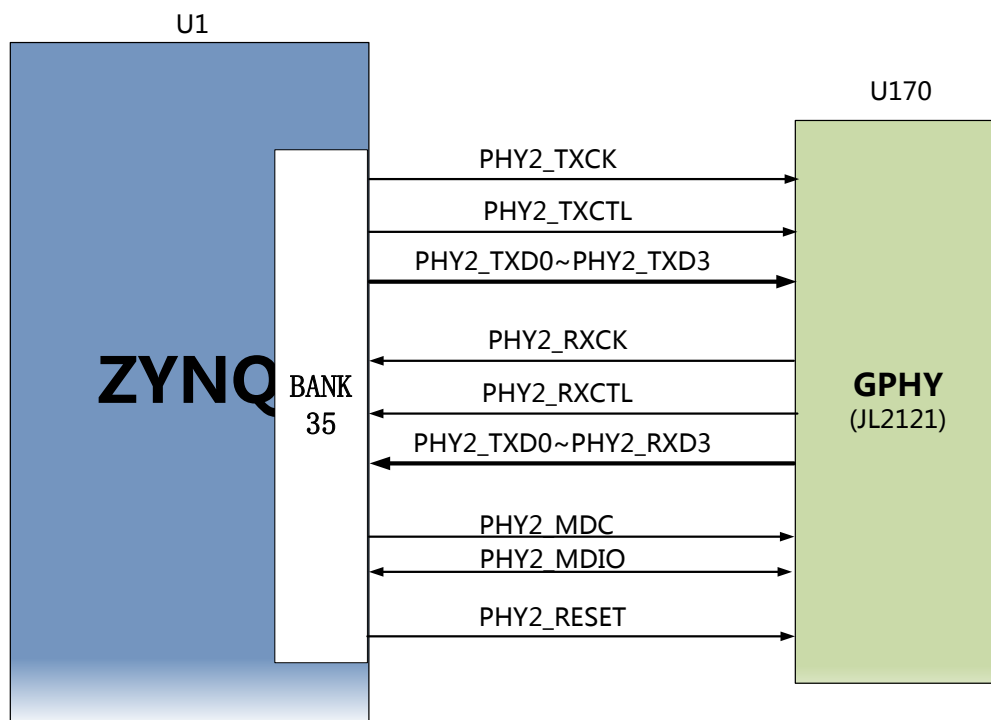 U1
U170
PHY2_TXCK
PHY2_TXCTL
PHY2_TXD0~PHY2_TXD3
PHY2_RXCK
PHY2_RXCTL
PHY2_TXD0~PHY2_RXD3
PHY2_MDC
PHY2_MDIO
PHY2_RESET
ZYNQ
BANK
35
GPHY
(JL2121)